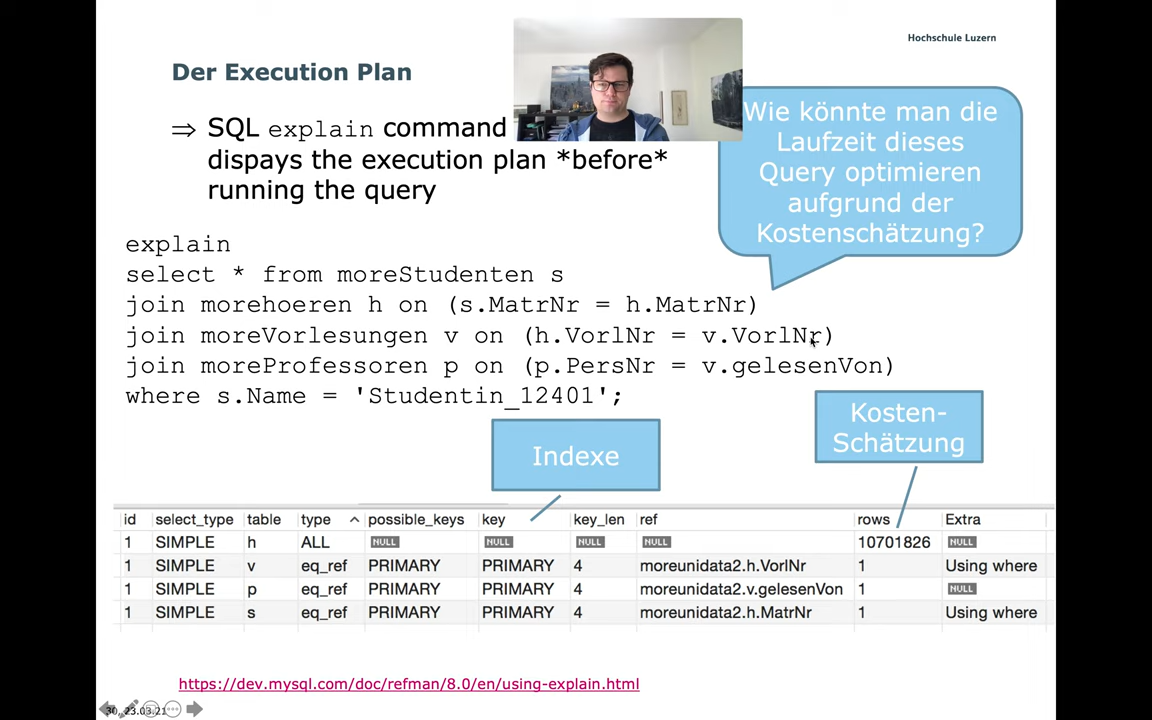 Hochschule Luzern
Der Execution Plan
⇒ SQL explain command
dispays the execution plan *before*
running the query
Wie könnte man die
Laufzeit dieses
Query optimieren
aufgrund der
Kostenschätzung?
explain
select * from moreStudenten s
join morehoeren h on (s.MatrNr = h.MatrNr)
join moreVorlesungen v on (h.VorlNr = v.VorlNr)
join moreProfessoren p on (p.PersNr = v.gelesenVon)
where s.Name = 'Studentin_12401';
Indexe
Kosten-
Schätzung
id select_type table type possible_keys key key_len ref rows Extra
1 SIMPLE h ALL NULL NULL NULL NULL 10701826 NULL
1 SIMPLE v eq_ref PRIMARY PRIMARY 4 moreunidata2.h.VorlNr 1 Using where
1 SIMPLE p eq_ref PRIMARY PRIMARY 4 moreunidata2.v.gelesenVon 1 NULL
1 SIMPLE s eq_ref PRIMARY PRIMARY 4 moreunidata2.h.MatrNr 1 Using where
https://dev.mysql.com/doc/refman/8.0/en/using-explain.html
30, 23.03.21